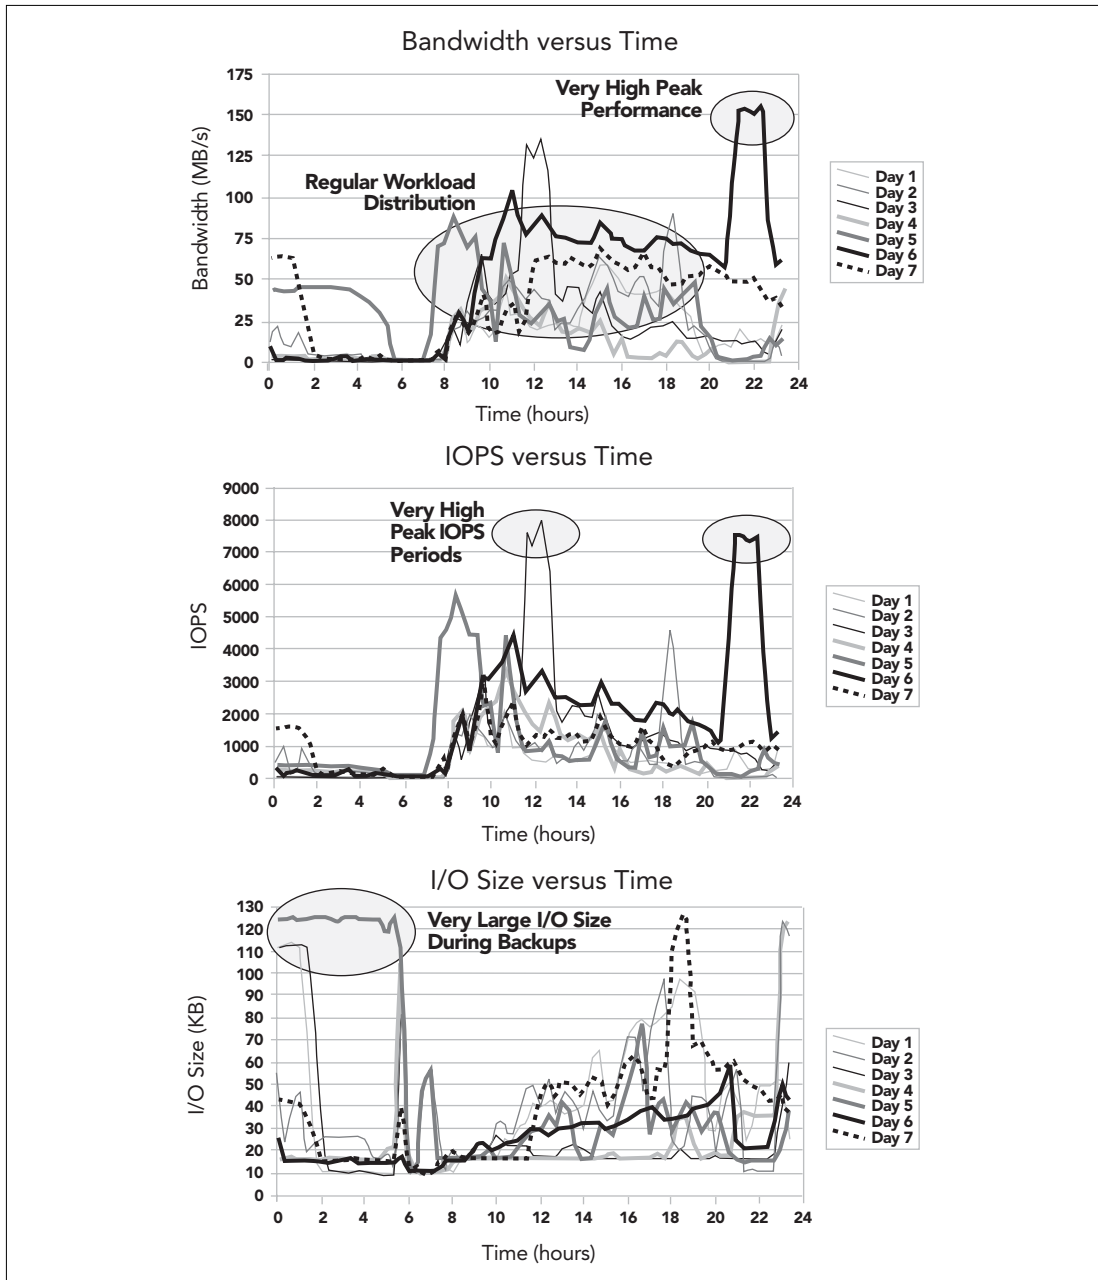 Bandwidth versus Time
175
150
125
100
75
50
25
0
Bandwidth (MB/s)
Very High Peak
Performance
Regular Workload
Distribution
0 2 4 6 8 10 12 14 16 18 20 22 24
Time (hours)
Day 1
Day 2
Day 3
Day 4
Day 5
Day 6
Day 7
IOPS versus Time
9000
8000
7000
6000
5000
4000
3000
2000
1000
0
IOPS
Very High
Peak IOPS
Periods
0 2 4 6 8 10 12 14 16 18 20 22 24
Time (hours)
Day 1
Day 2
Day 3
Day 4
Day 5
Day 6
Day 7
I/O Size versus Time
130
120
110
100
90
80
70
60
50
40
30
20
10
0
I/O Size (KB)
Very Large I/O Size
During Backups
0 2 4 6 8 10 12 14 16 18 20 22 24
Time (hours)
Day 1
Day 2
Day 3
Day 4
Day 5
Day 6
Day 7